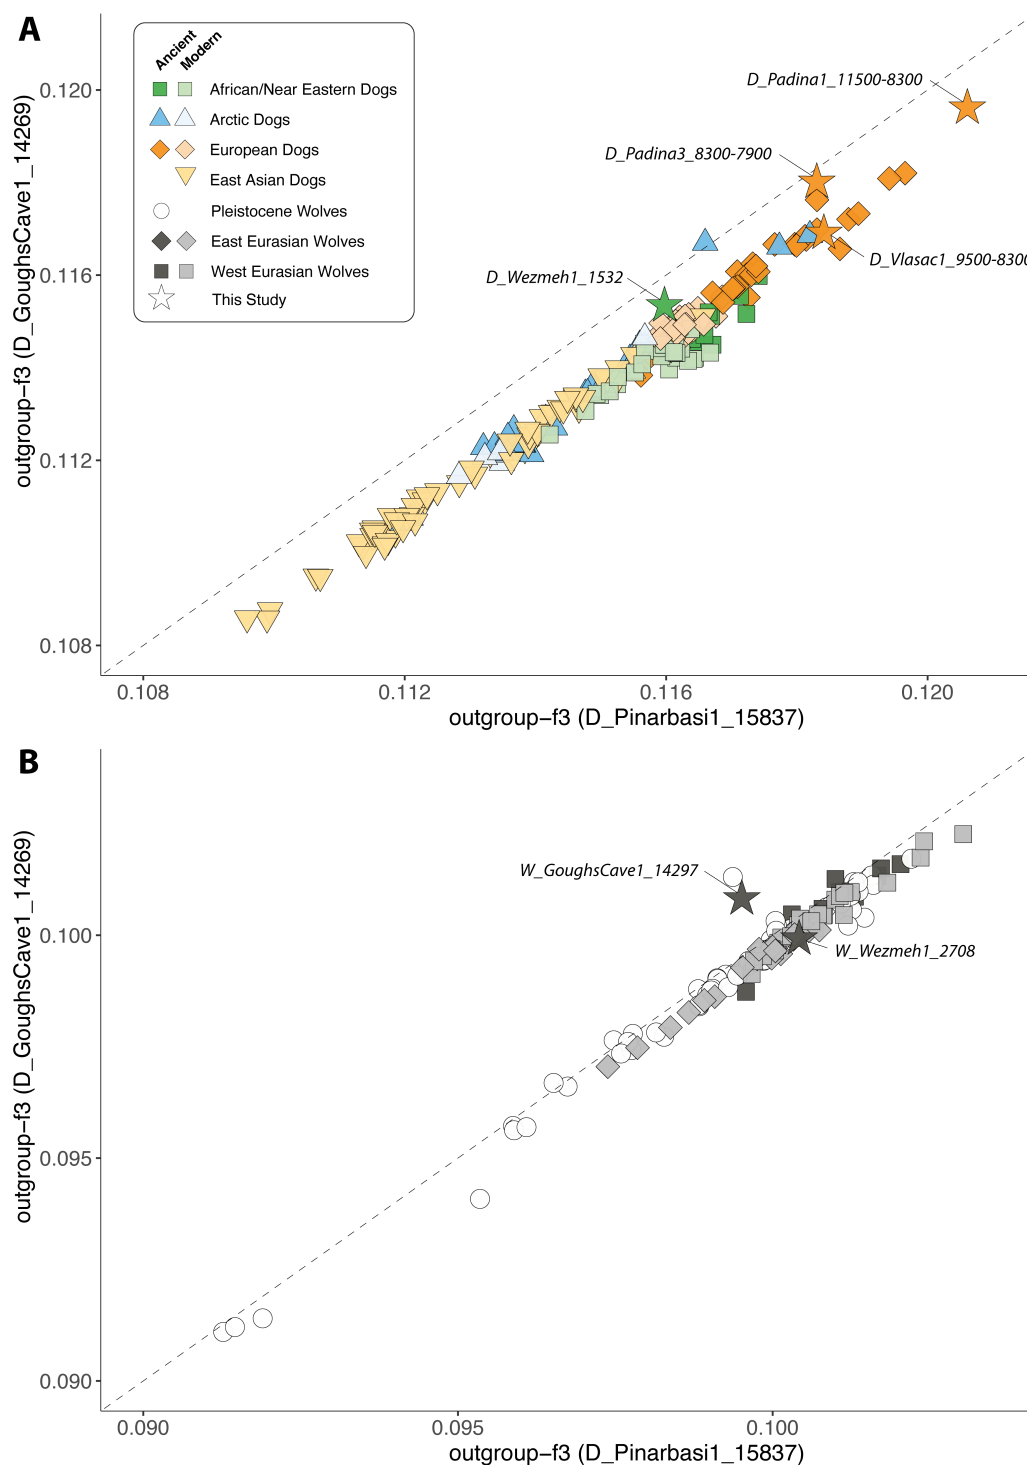 A
Ancient
Modern
African/Near Eastern Dogs
Arctic Dogs
European Dogs
East Asian Dogs
Pleistocene Wolves
East Eurasian Wolves
West Eurasian Wolves
This Study
D_Padina1_11500-8300
D_Padina3_8300-7900
D_Vlasac1_9500-8300
D_Wezmeh1_1532
outgroup−f3 (D_GoughsCave1_14269)
0.120
0.116
0.112
0.108
0.108 0.112 0.116 0.120
outgroup−f3 (D_Pinarbasi1_15837)
B
W_GoughsCave1_14297
W_Wezmeh1_2708
outgroup−f3 (D_GoughsCave1_14269)
0.100
0.095
0.090
0.090 0.095 0.100
outgroup−f3 (D_Pinarbasi1_15837)